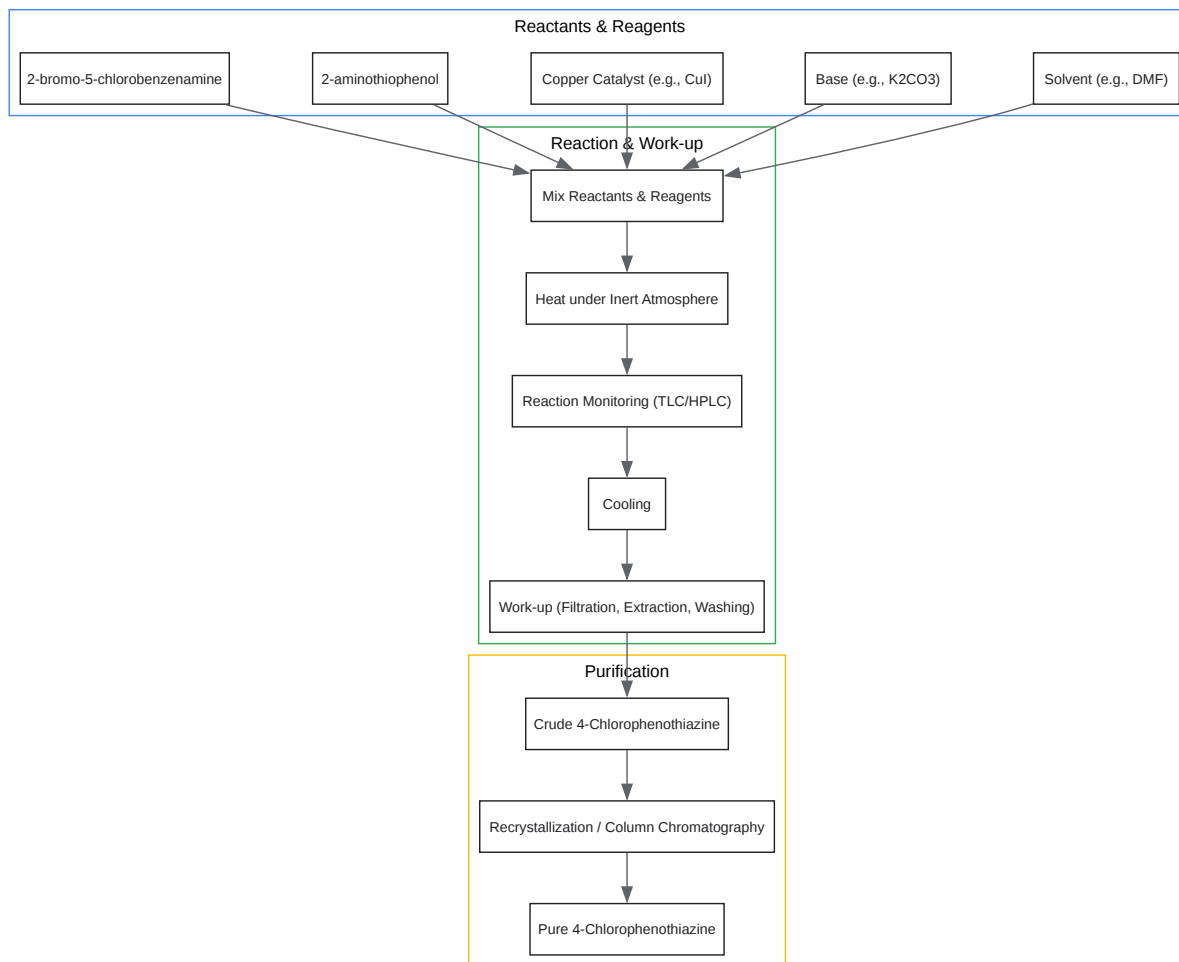 Reactants & Reagents
2-bromo-5-chlorobenzenamine
2-aminothiophenol
Copper Catalyst (e.g., CuI)
Base (e.g., K2CO3)
Solvent (e.g., DMF)
Reaction & Work-up
Mix Reactants & Reagents
Heat under Inert Atmosphere
Reaction Monitoring (TLC/HPLC)
Cooling
Work-up (Filtration, Extraction, Washing)
Purification
Crude 4-Chlorophenothiazine
Recrystallization / Column Chromatography
Pure 4-Chlorophenothiazine